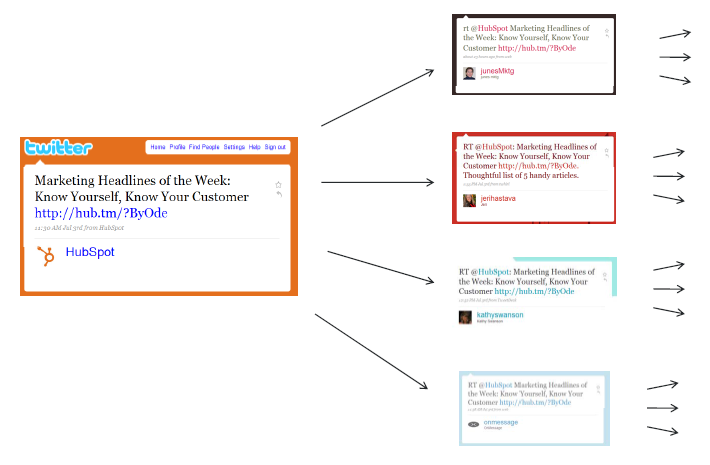 twitter
Home Profile Find People Settings Help Sign out
Marketing Headlines of the Week:
Know Yourself, Know Your Customer
http://hub.tm/?ByOde
11:30 AM Jul 3rd from HubSpot
HubSpot
rt @HubSpot Marketing Headlines of
the Week: Know Yourself, Know Your
Customer http://hub.tm/?ByOde
junesMktg
RT @HubSpot: Marketing Headlines of
the Week: Know Yourself, Know Your
Customer http://hub.tm/?ByOde.
Thoughtful list of 5 handy articles.
jerihastava
RT @HubSpot: Marketing Headlines of
the Week: Know Yourself, Know Your
Customer http://hub.tm/?ByOde
kathyswanson
Kathy Swanson
RT @HubSpot Marketing Headlines of
the Week: Know Yourself, Know Your
Customer http://hub.tm/?ByOde
onmessage
onmessage